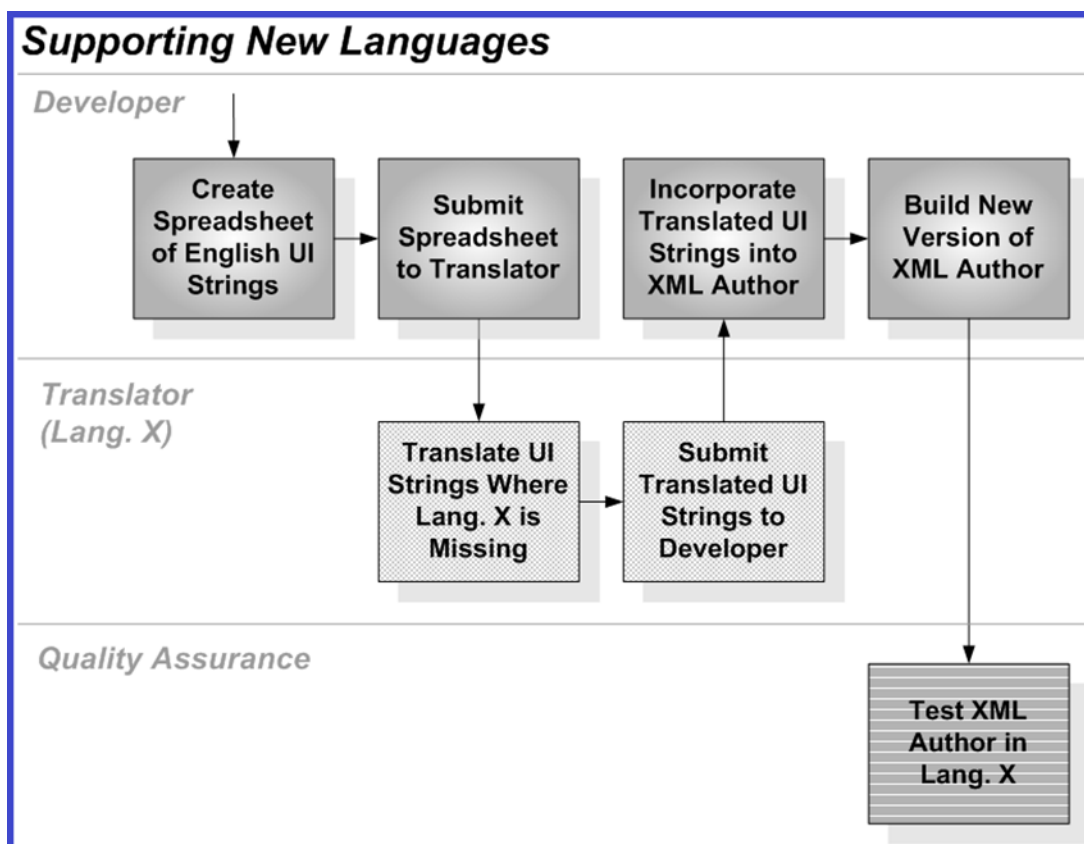 Supporting New Languages
Developer
Create
Spreadsheet
of English UI
Strings
Submit
Spreadsheet
to Translator
Incorporate
Translated UI
Strings into
XML Author
Build New
Version of
XML Author
Translator
(Lang. X)
Translate UI
Strings Where
Lang. X is
Missing
Submit
Translated UI
Strings to
Developer
Quality Assurance
Test XML
Author in
Lang. X